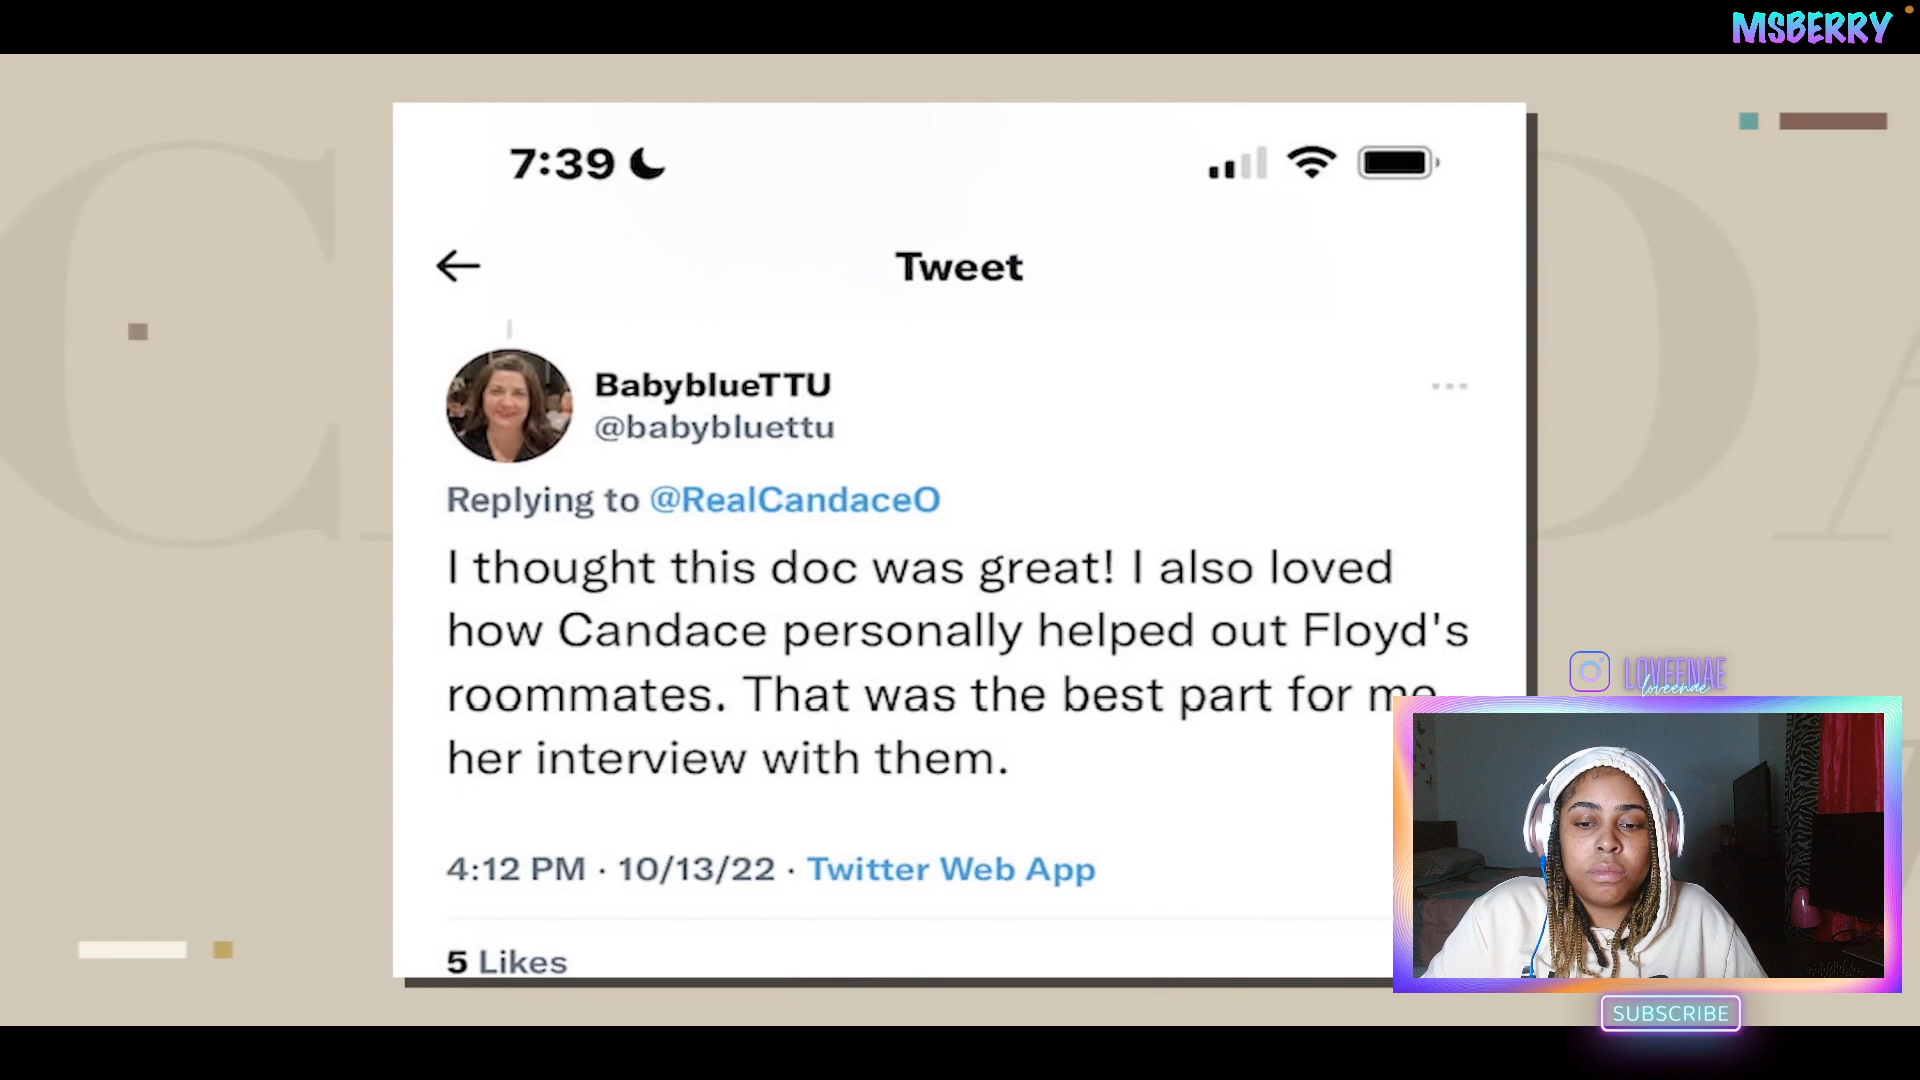 MSBERRY
7:39
Tweet
BabyblueTTU
@babybluettu
Replying to @RealCandaceO
I thought this doc was great! I also loved
how Candace personally helped out Floyd's
roommates. That was the best part for me
her interview with them.
4:12 PM · 10/13/22 · Twitter Web App
5 Likes
LOVEENAE
loveenae
SUBSCRIBE